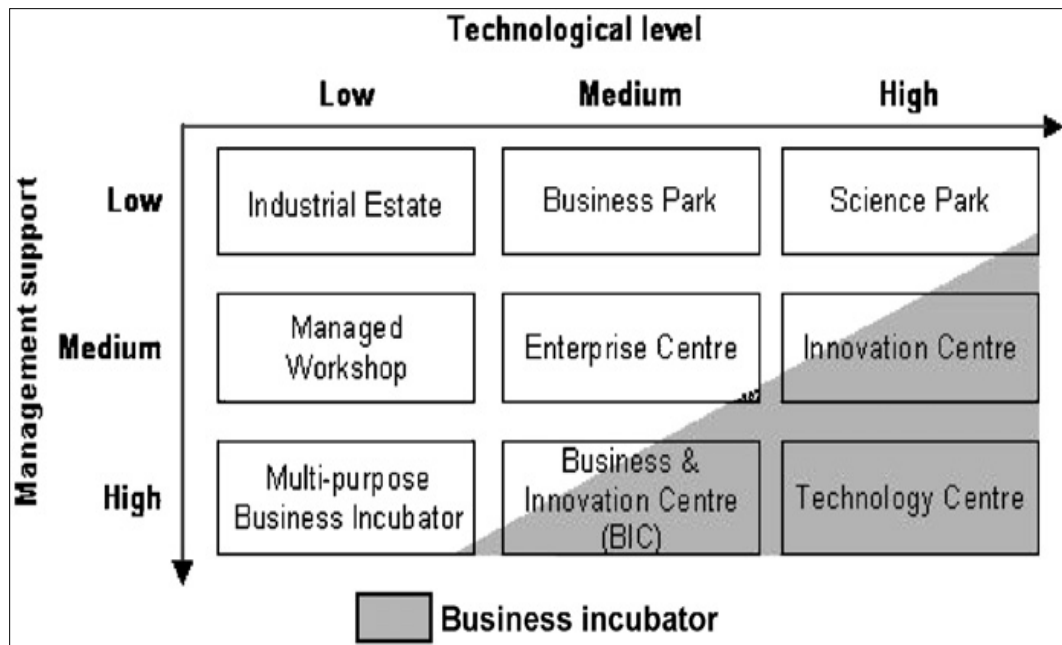 Technological level
Low Medium High
Management support
Low
Industrial Estate
Business Park
Science Park
Medium
Managed
Workshop
Enterprise Centre
Innovation Centre
High
Multi-purpose
Business Incubator
Business &
Innovation Centre
(BIC)
Technology Centre
Business incubator